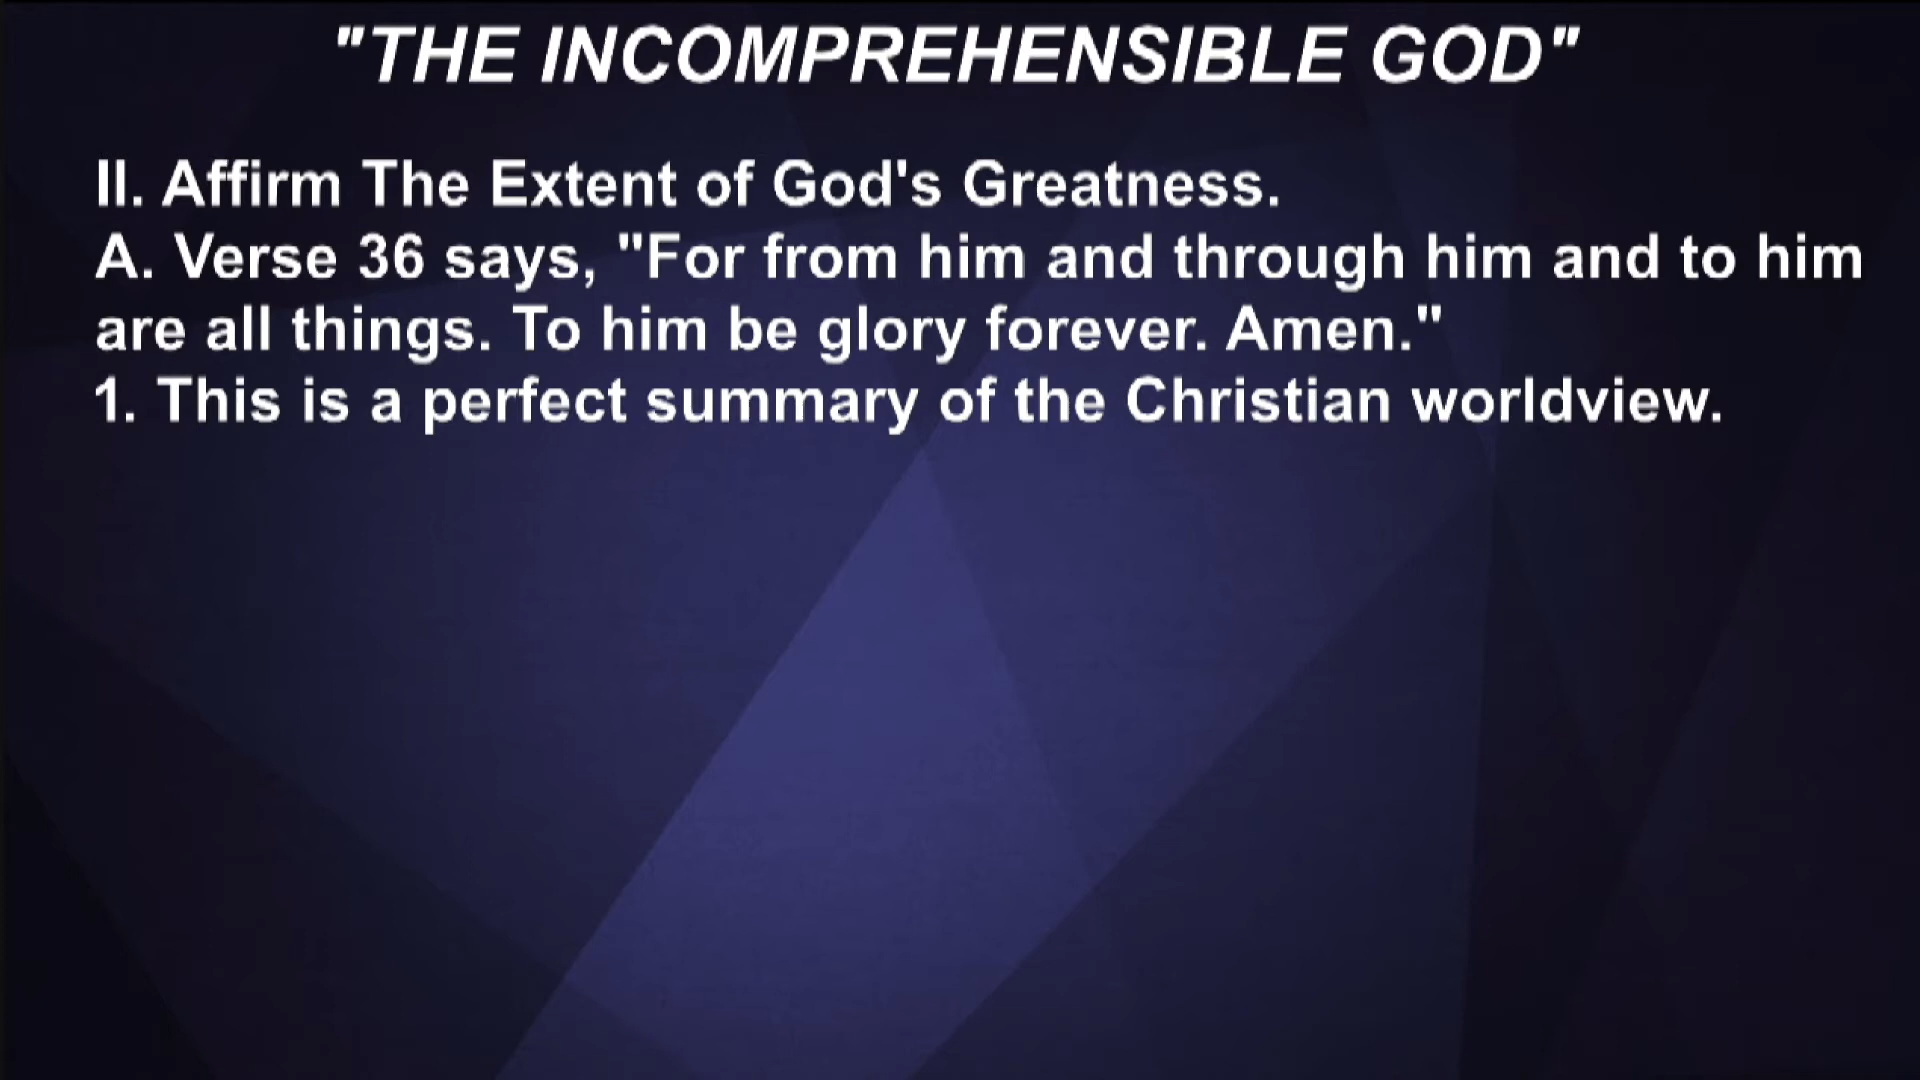 "THE INCOMPREHENSIBLE GOD"
II. Affirm The Extent of God's Greatness.
A. Verse 36 says, "For from him and through him and to him
are all things. To him be glory forever. Amen."
1. This is a perfect summary of the Christian worldview.